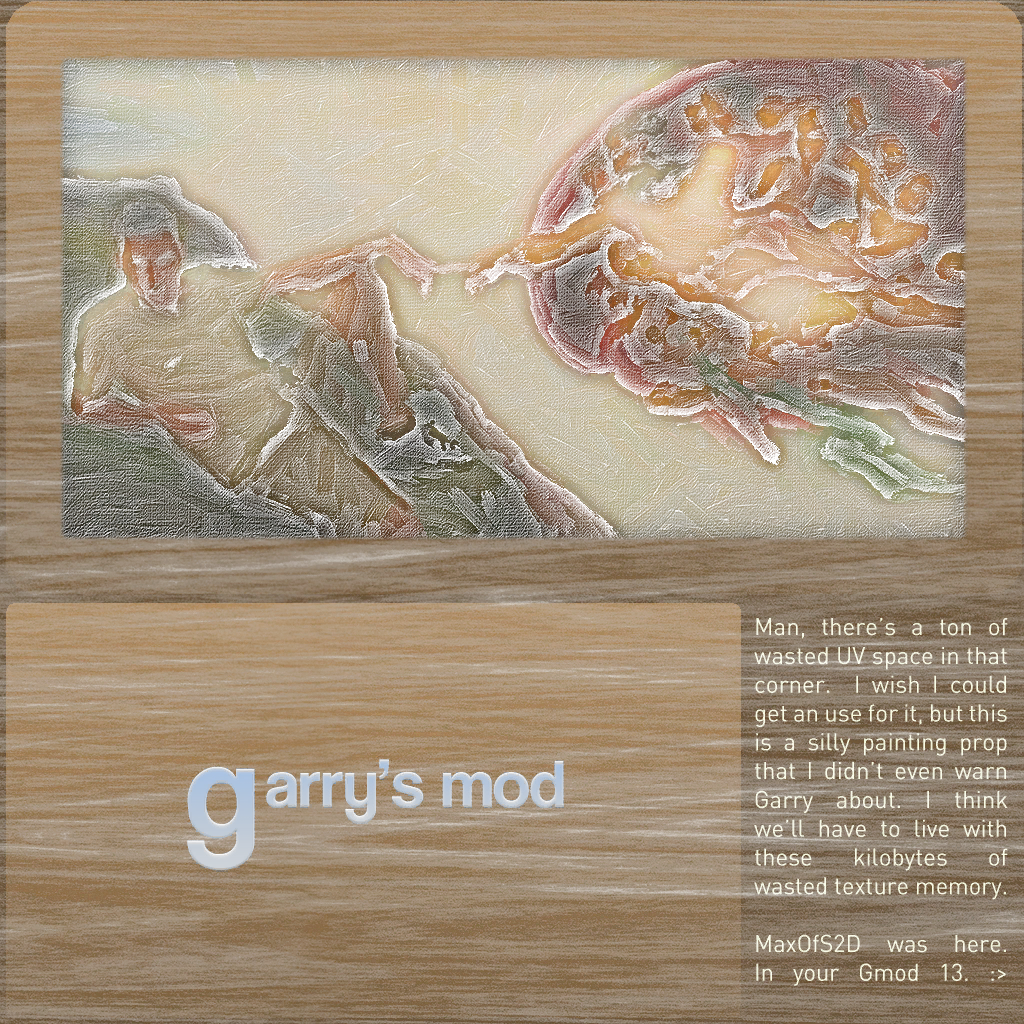 garry's mod
Man, there's a ton of
wasted UV space in that
corner. I wish I could
get an use for it, but this
is a silly painting prop
that I didn't even warn
Garry about. I think
we'll have to live with
these kilobytes of
wasted texture memory.
MaxOfS2D was here.
In your Gmod 13. :>